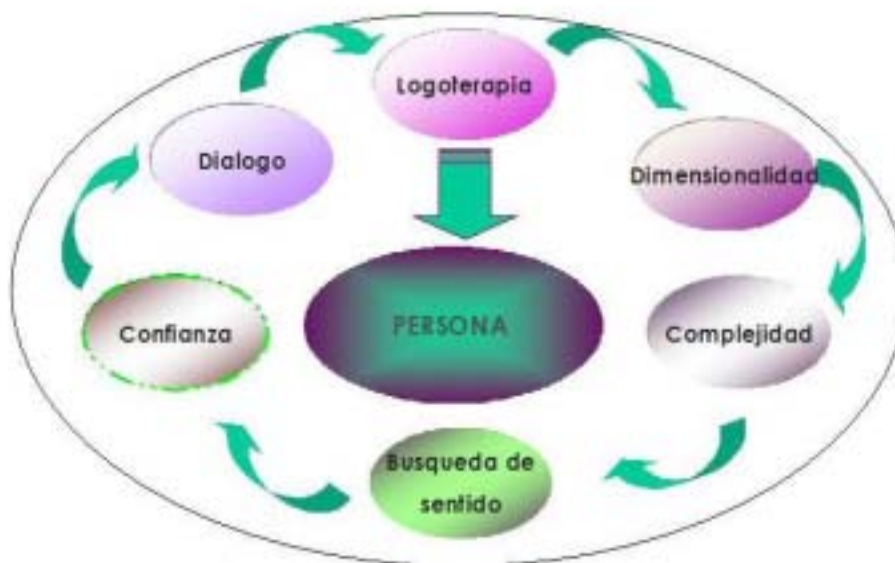 Logoterapia
Dialogo
Dimensionalidad
PERSONA
Confianza
Complejidad
Busqueda de
sentido